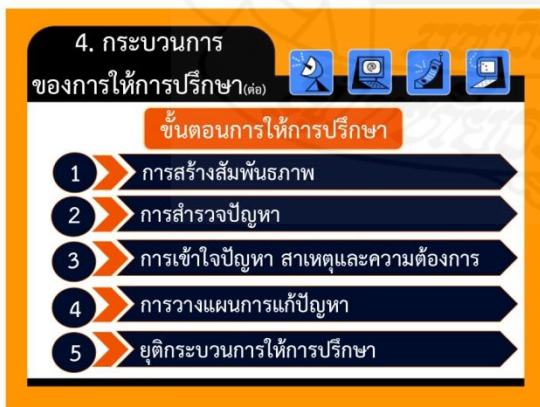 4. กระบวนการ
ของการให้การปรึกษา(ต่อ)
ขั้นตอนการให้การปรึกษา
1 การสร้างสัมพันธภาพ
2 การสำรวจปัญหา
3 การเข้าใจปัญหา สาเหตุและความต้องการ
4 การวางแผนการแก้ปัญหา
5 ยุติกระบวนการให้การปรึกษา